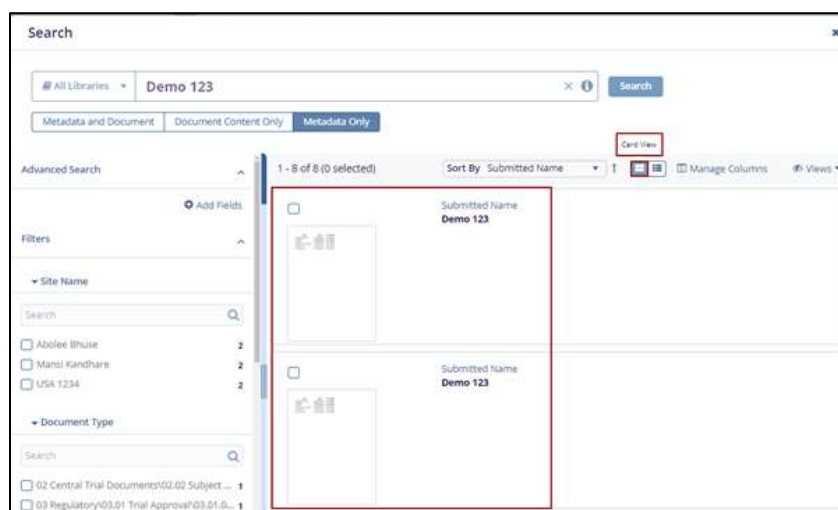 Search
All Libraries
Demo 123
Search
Metadata and Document
Document Content Only
Metadata Only
Card View
Advanced Search
1 - 8 of 8 (0 selected)
Sort By Submitted Name
Manage Columns
Views
Add Fields
Filters
Site Name
Search
Abolee Bhuse 2
Mansi Kandhare 2
USA 1234 2
Document Type
Search
02 Central Trial Documents\02.02 Subject ... 1
03 Regulatory\03.01 Trial Approval\03.01.0... 1
Submitted Name
Demo 123
Submitted Name
Demo 123